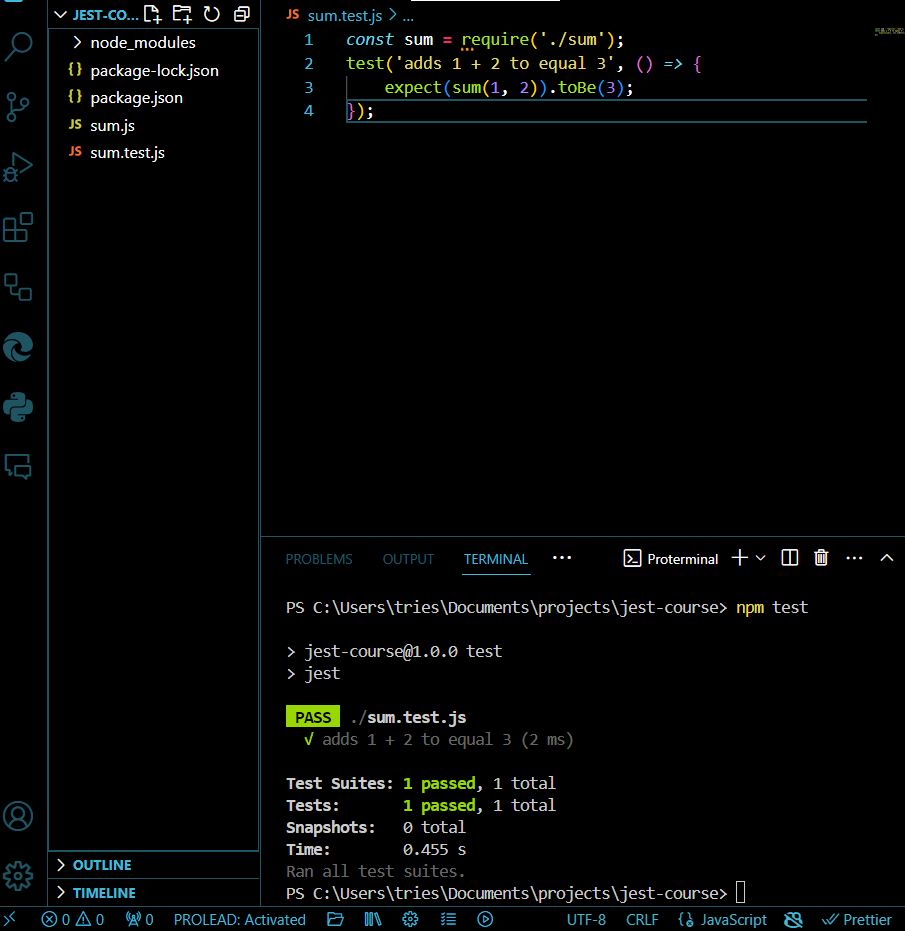 JEST-CO...
node_modules
{} package-lock.json
{} package.json
JS sum.js
JS sum.test.js
OUTLINE
TIMELINE
JS sum.test.js > ...
1 const sum = require('./sum');
2 test('adds 1 + 2 to equal 3', () => {
3 expect(sum(1, 2)).toBe(3);
4 });
PROBLEMS OUTPUT TERMINAL ... Proterminal
PS C:\Users\tries\Documents\projects\jest-course> npm test
> jest-course@1.0.0 test
> jest
PASS ./sum.test.js
√ adds 1 + 2 to equal 3 (2 ms)
Test Suites: 1 passed, 1 total
Tests: 1 passed, 1 total
Snapshots: 0 total
Time: 0.455 s
Ran all test suites.
PS C:\Users\tries\Documents\projects\jest-course>
0 0 0 PROLEAD: Activated UTF-8 CRLF {} JavaScript Prettier